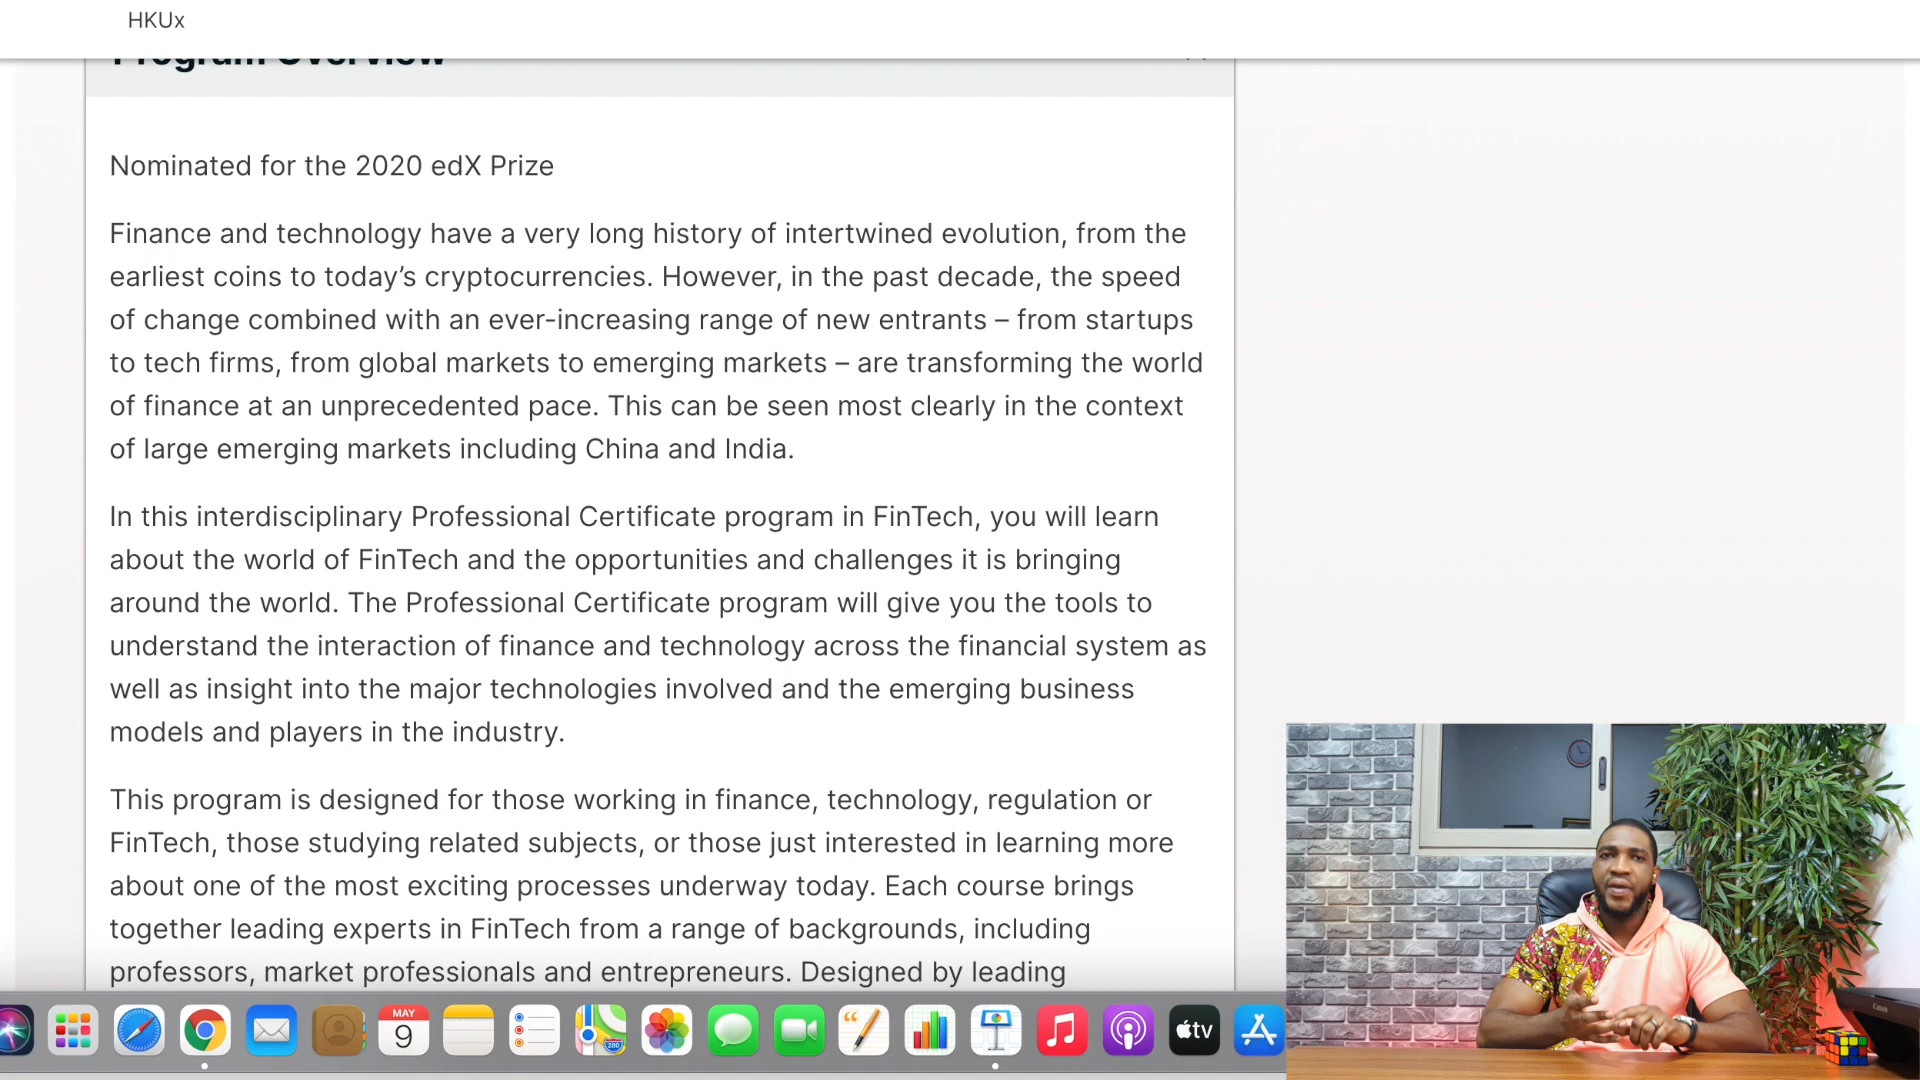 HKUx
Program Overview
Nominated for the 2020 edX Prize
Finance and technology have a very long history of intertwined evolution, from the
earliest coins to today’s cryptocurrencies. However, in the past decade, the speed
of change combined with an ever-increasing range of new entrants – from startups
to tech firms, from global markets to emerging markets – are transforming the world
of finance at an unprecedented pace. This can be seen most clearly in the context
of large emerging markets including China and India.
In this interdisciplinary Professional Certificate program in FinTech, you will learn
about the world of FinTech and the opportunities and challenges it is bringing
around the world. The Professional Certificate program will give you the tools to
understand the interaction of finance and technology across the financial system as
well as insight into the major technologies involved and the emerging business
models and players in the industry.
This program is designed for those working in finance, technology, regulation or
FinTech, those studying related subjects, or those just interested in learning more
about one of the most exciting processes underway today. Each course brings
together leading experts in FinTech from a range of backgrounds, including
professors, market professionals and entrepreneurs. Designed by leading
MAY
9
280
tv
Canon